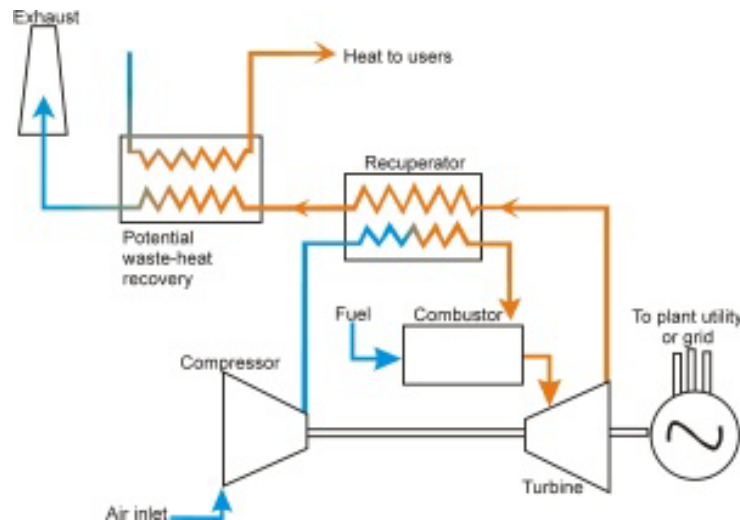 Exhaust
Heat to users
Recuperator
Potential
waste-heat
recovery
Fuel
Combustor
To plant utility
or grid
Compressor
Turbine
Air inlet